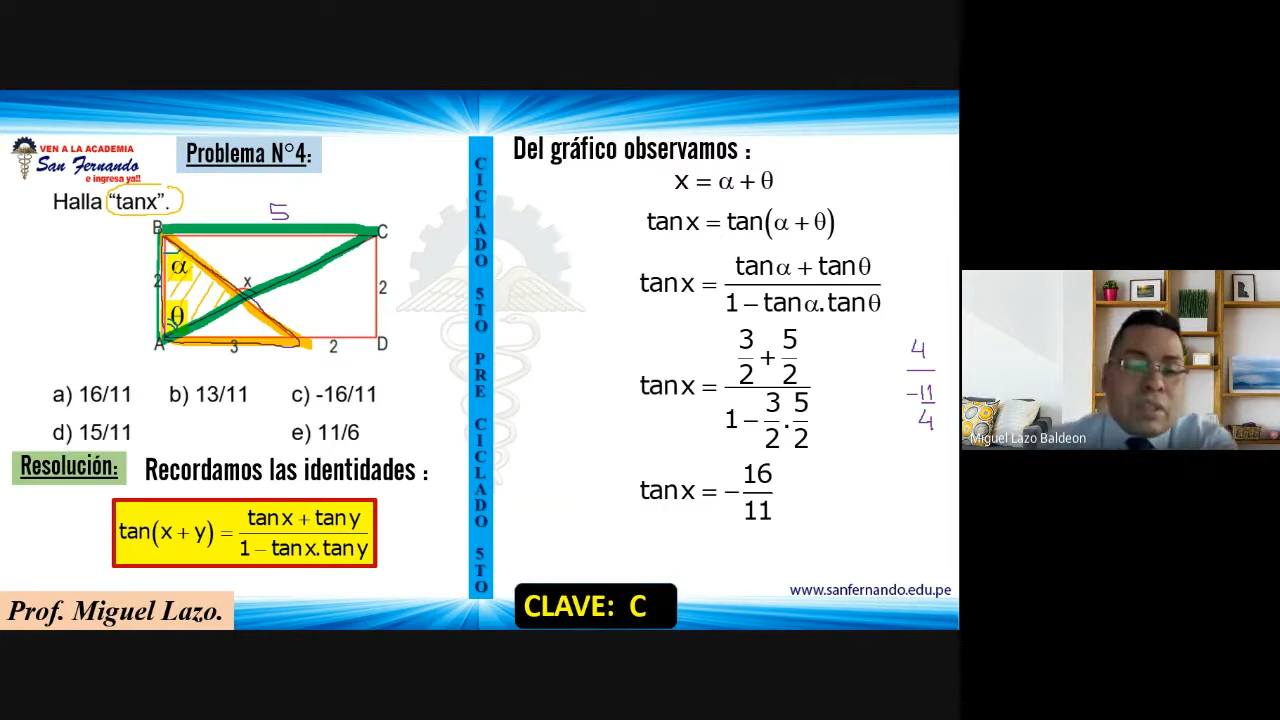 VEN A LA ACADEMIA
San Fernando
e ingresa ya!!
Problema N°4:
Halla “tanx”.
5
B
C
α
x
2
2
θ
A
3
2
D
a) 16/11 b) 13/11 c) -16/11
d) 15/11 e) 11/6
Resolución:
Recordamos las identidades :
tan(x + y) = (tanx + tany)/(1 − tanx.tany)
Prof. Miguel Lazo.
CICLADO 5TO PRE CICLADO 5TO
Del gráfico observamos :
x = α + θ
tanx = tan(α + θ)
tanx = (tanα + tanθ)/(1 − tanα.tanθ)
tanx = (3/2 + 5/2)/(1 − 3/2 . 5/2)
4
−11
4
tanx = −16/11
CLAVE: C
www.sanfernando.edu.pe
Miguel Lazo Baldeon